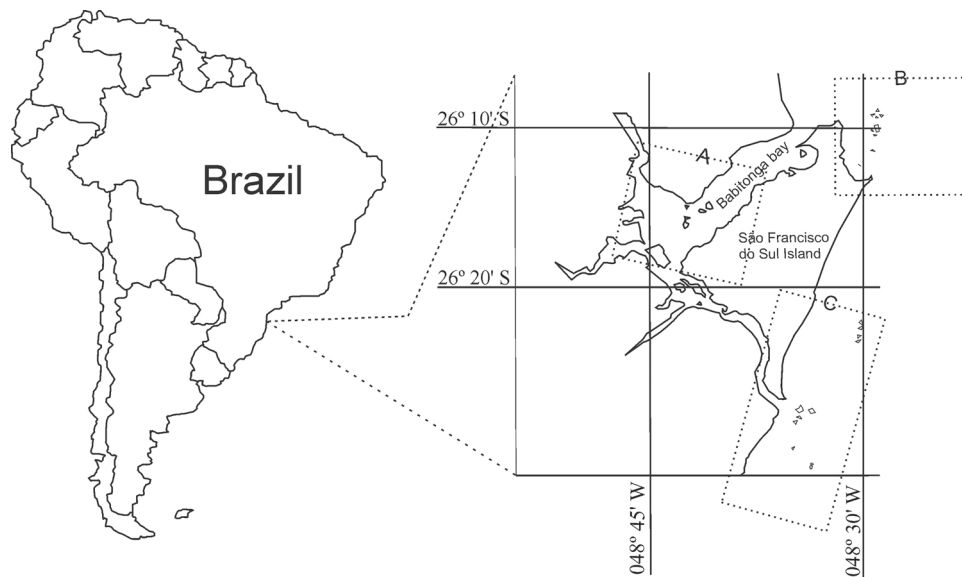 Brazil
B
26º 10' S
A
Babitonga bay
São Francisco
do Sul Island
26º 20' S
C
048º 45' W
048º 30' W